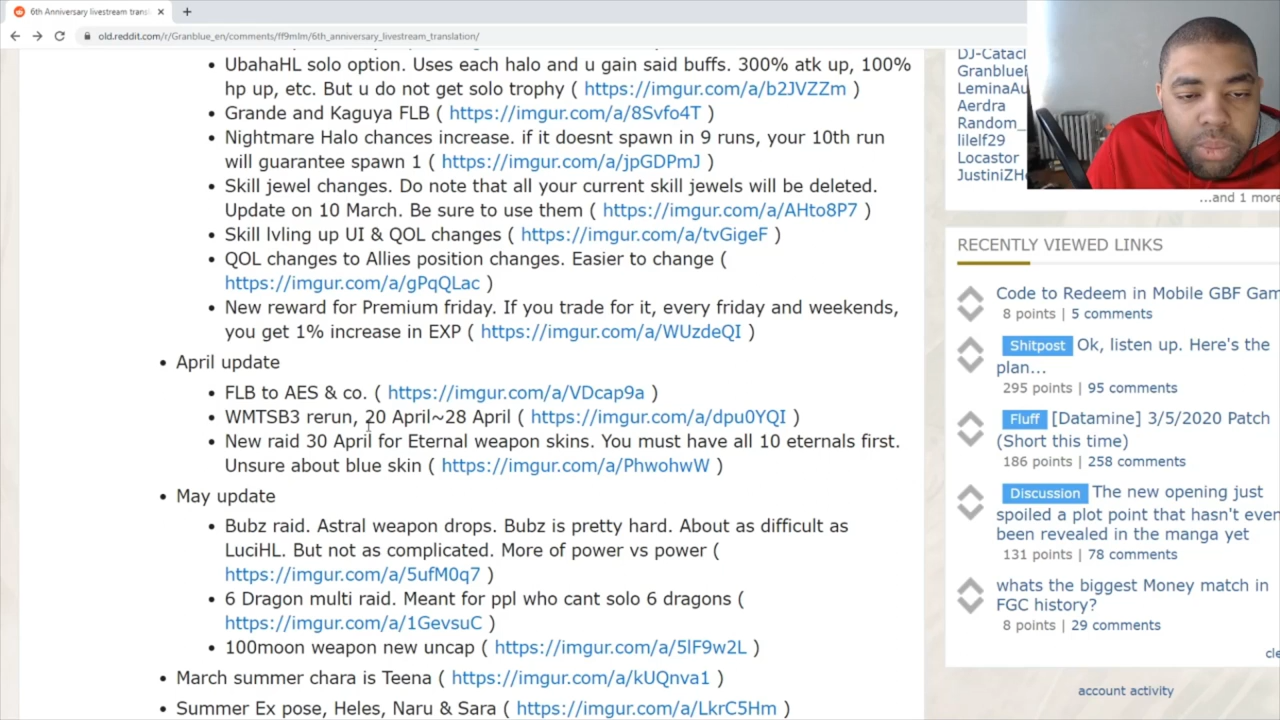 6th Anniversary livestream trans
old.reddit.com/r/Granblue_en/comments/ff9mlm/6th_anniversary_livestream_translation/
UbahaHL solo option. Uses each halo and u gain said buffs. 300% atk up, 100%
hp up, etc. But u do not get solo trophy ( https://imgur.com/a/b2JVZZm )
Grande and Kaguya FLB ( https://imgur.com/a/8Svfo4T )
Nightmare Halo chances increase. if it doesnt spawn in 9 runs, your 10th run
will guarantee spawn 1 ( https://imgur.com/a/jpGDPmJ )
Skill jewel changes. Do note that all your current skill jewels will be deleted.
Update on 10 March. Be sure to use them ( https://imgur.com/a/AHto8P7 )
Skill lvling up UI & QOL changes ( https://imgur.com/a/tvGigeF )
QOL changes to Allies position changes. Easier to change (
https://imgur.com/a/gPqQLac )
New reward for Premium friday. If you trade for it, every friday and weekends,
you get 1% increase in EXP ( https://imgur.com/a/WUzdeQI )
April update
FLB to AES & co. ( https://imgur.com/a/VDcap9a )
WMTSB3 rerun, 20 April~28 April ( https://imgur.com/a/dpu0YQI )
New raid 30 April for Eternal weapon skins. You must have all 10 eternals first.
Unsure about blue skin ( https://imgur.com/a/PhwohwW )
May update
Bubz raid. Astral weapon drops. Bubz is pretty hard. About as difficult as
LuciHL. But not as complicated. More of power vs power (
https://imgur.com/a/5ufM0q7 )
6 Dragon multi raid. Meant for ppl who cant solo 6 dragons (
https://imgur.com/a/1GevsuC )
100moon weapon new uncap ( https://imgur.com/a/5lF9w2L )
March summer chara is Teena ( https://imgur.com/a/kUQnva1 )
Summer Ex pose, Heles, Naru & Sara ( https://imgur.com/a/LkrC5Hm )
DJ-Catacl
GranblueF
LeminaAu
Aerdra
Random_
lilelf29
Locastor
JustiniZHe
...and 1 more
RECENTLY VIEWED LINKS
Code to Redeem in Mobile GBF Gam
8 points | 5 comments
Shitpost Ok, listen up. Here's the
plan...
295 points | 95 comments
Fluff [Datamine] 3/5/2020 Patch
(Short this time)
186 points | 258 comments
Discussion The new opening just
spoiled a plot point that hasn't even
been revealed in the manga yet
131 points | 78 comments
whats the biggest Money match in
FGC history?
8 points | 29 comments
cle
account activity